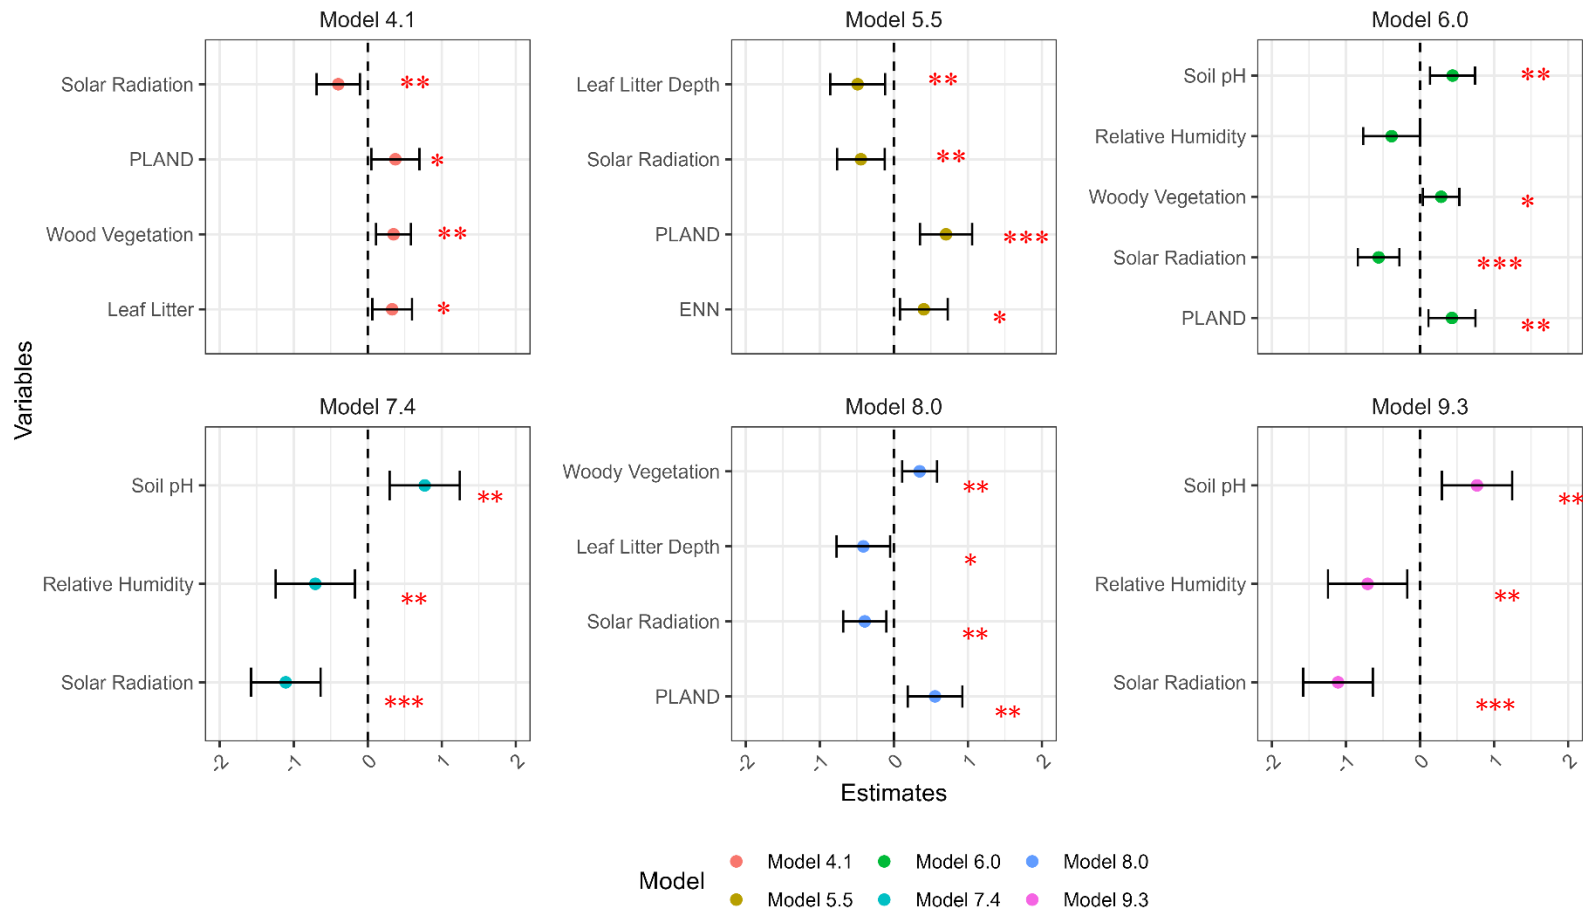 Model 4.1
Solar Radiation
**
PLAND
*
Wood Vegetation
**
Leaf Litter
*
Model 5.5
Leaf Litter Depth
**
Solar Radiation
**
PLAND
***
ENN
*
Model 6.0
Soil pH
**
Relative Humidity
Woody Vegetation
*
Solar Radiation
***
PLAND
**
Variables
Model 7.4
Soil pH
**
Relative Humidity
**
Solar Radiation
***
-2 -1 0 1 2
Model 8.0
Woody Vegetation
**
Leaf Litter Depth
*
Solar Radiation
**
PLAND
**
-2 -1 0 1 2
Model 9.3
Soil pH
**
Relative Humidity
**
Solar Radiation
***
-2 -1 0 1 2
Estimates
Model
Model 4.1 Model 6.0 Model 8.0
Model 5.5 Model 7.4 Model 9.3